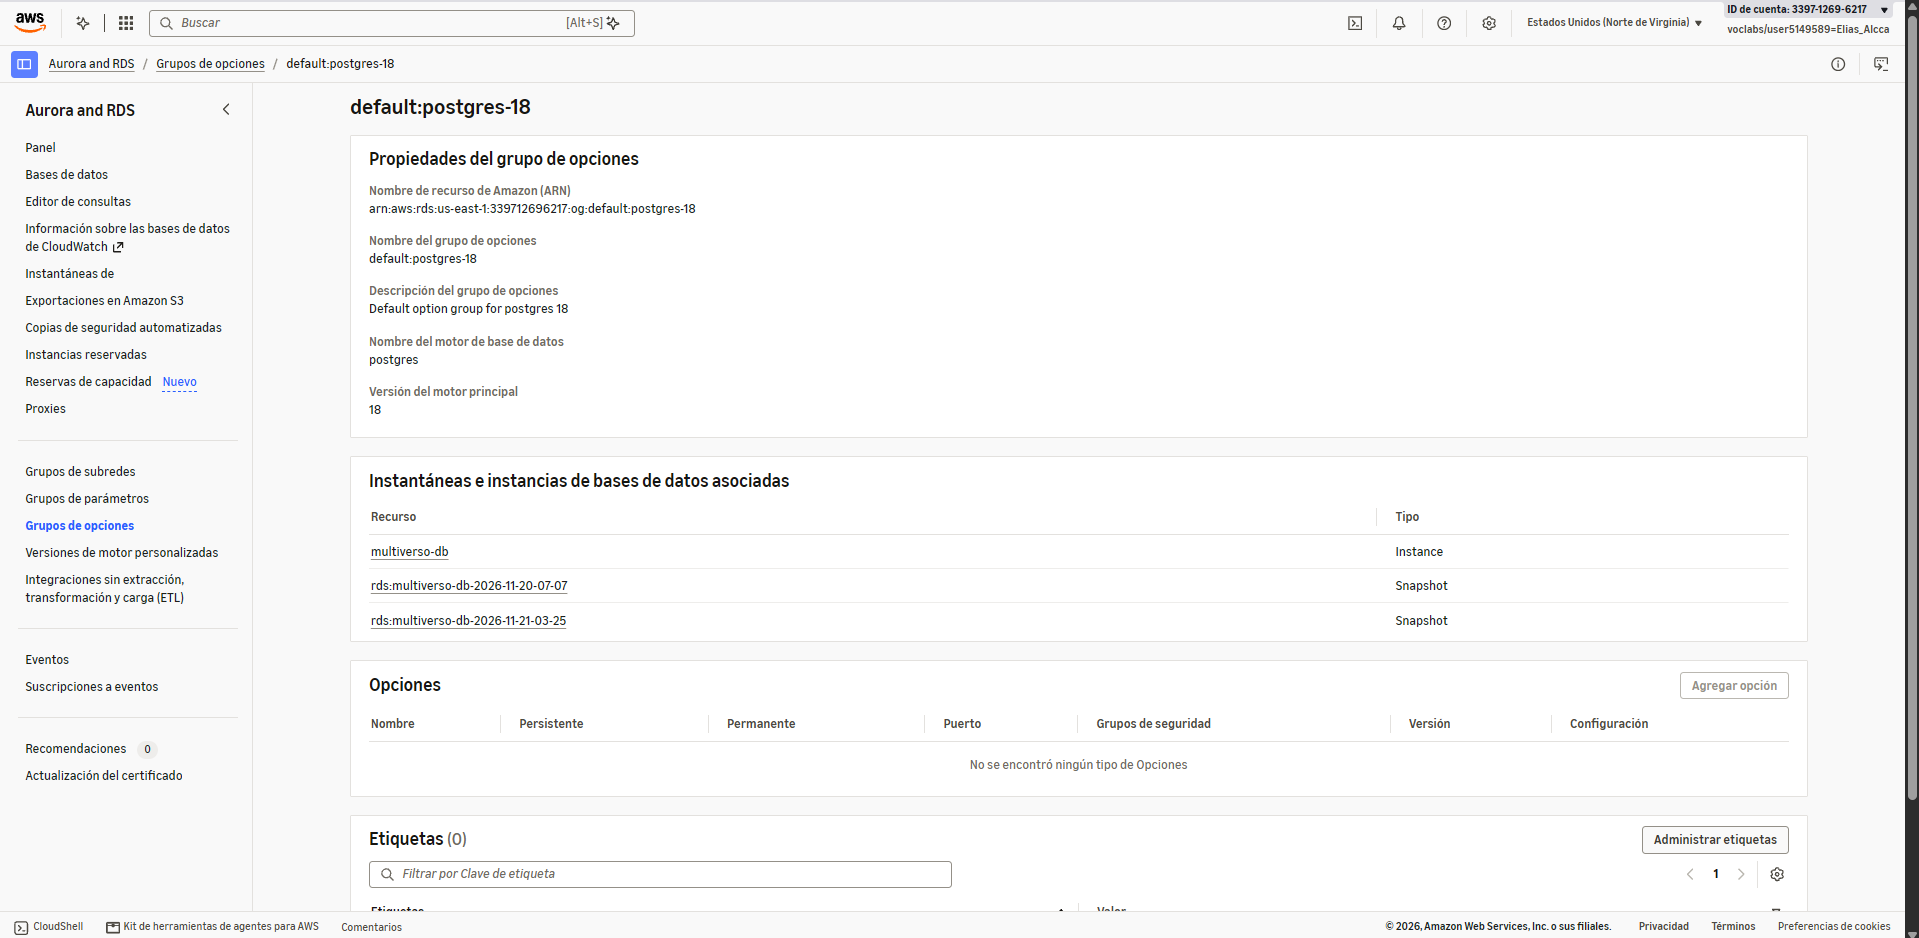 aws
Buscar
[Alt+S]
Estados Unidos (Norte de Virginia)
ID de cuenta: 3397-1269-6217
voclabs/user5149589=Elias_Alcca
Aurora and RDS / Grupos de opciones / default:postgres-18
Aurora and RDS
Panel
Bases de datos
Editor de consultas
Información sobre las bases de datos
de CloudWatch
Instantáneas de
Exportaciones en Amazon S3
Copias de seguridad automatizadas
Instancias reservadas
Reservas de capacidad Nuevo
Proxies
Grupos de subredes
Grupos de parámetros
Grupos de opciones
Versiones de motor personalizadas
Integraciones sin extracción,
transformación y carga (ETL)
Eventos
Suscripciones a eventos
Recomendaciones 0
Actualización del certificado
default:postgres-18
Propiedades del grupo de opciones
Nombre de recurso de Amazon (ARN)
arn:aws:rds:us-east-1:339712696217:og:default:postgres-18
Nombre del grupo de opciones
default:postgres-18
Descripción del grupo de opciones
Default option group for postgres 18
Nombre del motor de base de datos
postgres
Versión del motor principal
18
Instantáneas e instancias de bases de datos asociadas
Recurso Tipo
multiverso-db Instance
rds:multiverso-db-2026-11-20-07-07 Snapshot
rds:multiverso-db-2026-11-21-03-25 Snapshot
Opciones
Agregar opción
Nombre Persistente Permanente Puerto Grupos de seguridad Versión Configuración
No se encontró ningún tipo de Opciones
Etiquetas (0)
Administrar etiquetas
Filtrar por Clave de etiqueta
1
Etiquetas Valor
CloudShell
Kit de herramientas de agentes para AWS
Comentarios
© 2026, Amazon Web Services, Inc. o sus filiales.
Privacidad
Términos
Preferencias de cookies